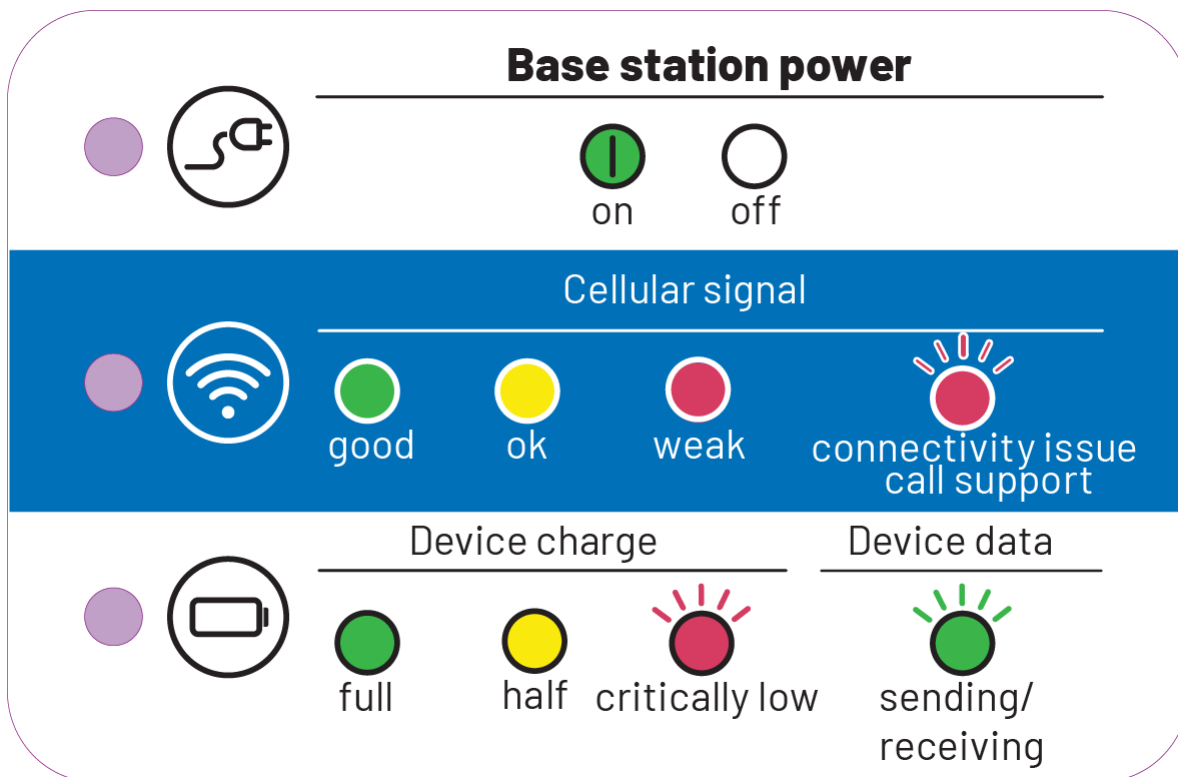 Base station power
on off
Cellular signal
good ok weak connectivity issue
call support
Device charge Device data
full half critically low sending/
receiving